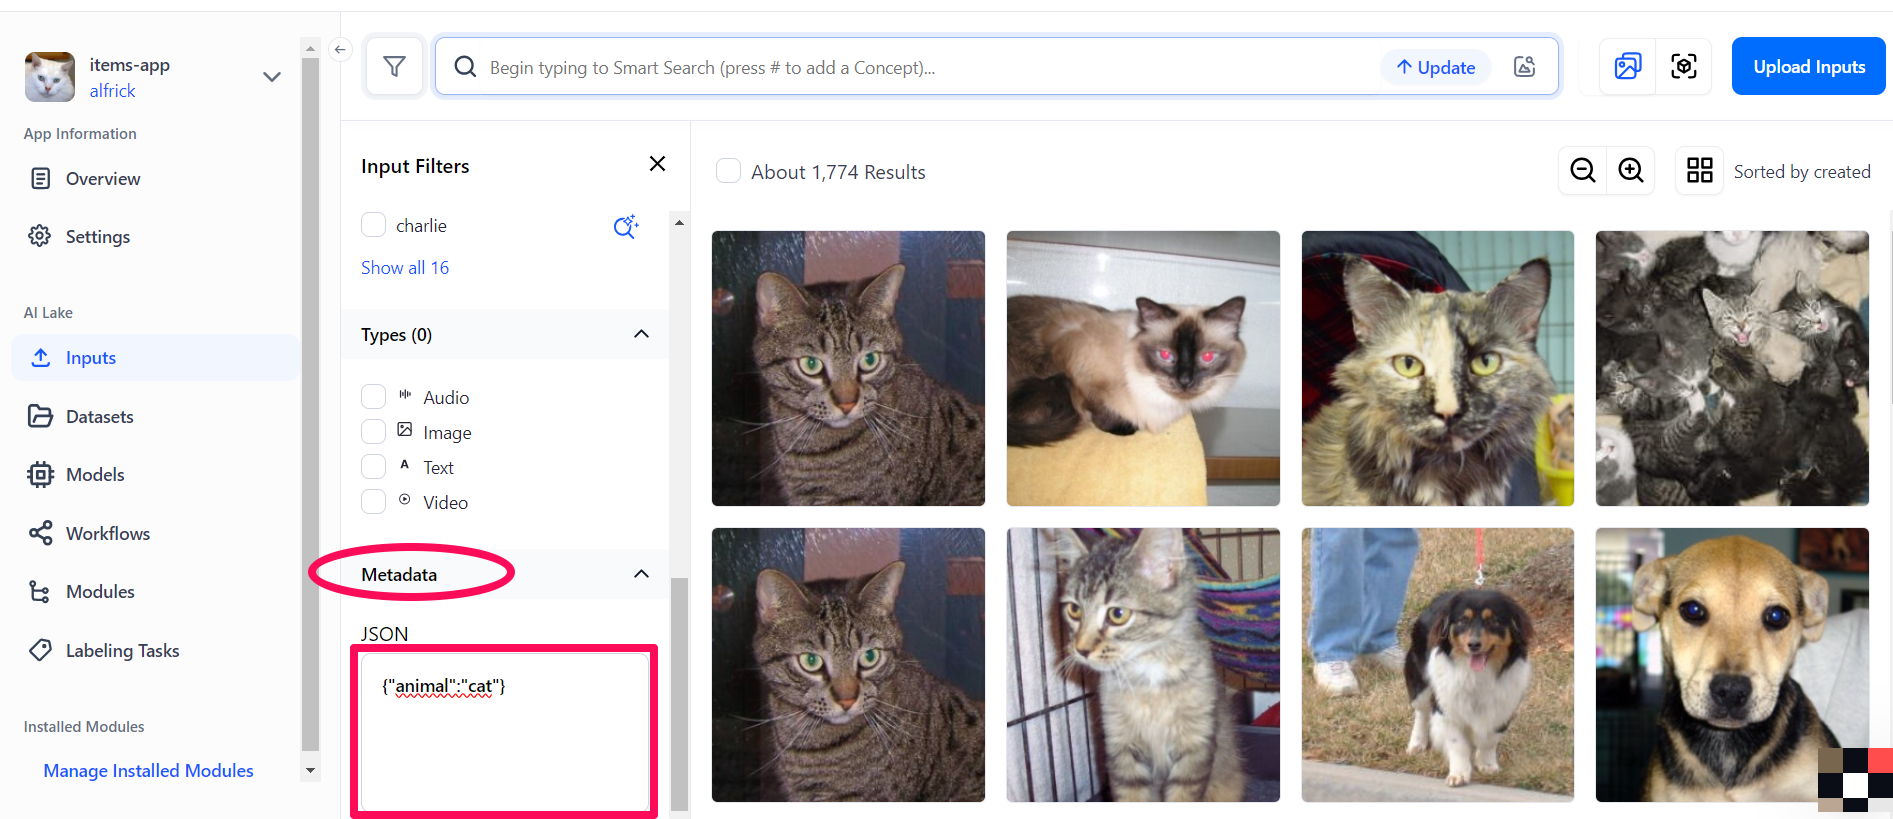 items-app
alfrick
App Information
Overview
Settings
AI Lake
Inputs
Datasets
Models
Workflows
Modules
Labeling Tasks
Installed Modules
Manage Installed Modules
Begin typing to Smart Search (press # to add a Concept)...
Update
Upload Inputs
Input Filters
charlie
Show all 16
Types (0)
Audio
Image
A Text
Video
Metadata
JSON
{"animal":"cat"}
About 1,774 Results
Sorted by created